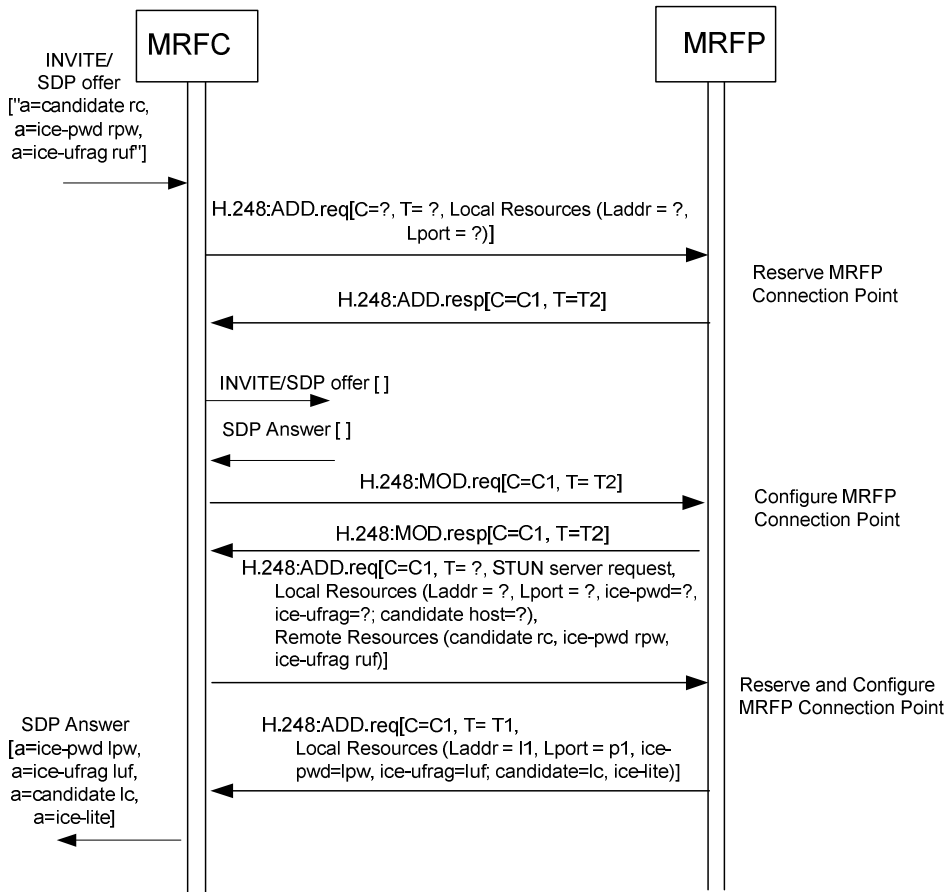 MRFC
MRFP
INVITE/
SDP offer
["a=candidate rc,
a=ice-pwd rpw,
a=ice-ufrag ruf"]
H.248:ADD.req[C=?, T= ?, Local Resources (Laddr = ?,
Lport = ?)]
Reserve MRFP
Connection Point
H.248:ADD.resp[C=C1, T=T2]
INVITE/SDP offer [ ]
SDP Answer [ ]
H.248:MOD.req[C=C1, T= T2]
Configure MRFP
Connection Point
H.248:MOD.resp[C=C1, T=T2]
H.248:ADD.req[C=C1, T= ?, STUN server request,
Local Resources (Laddr = ?, Lport = ?, ice-pwd=?,
ice-ufrag=?; candidate host=?),
Remote Resources (candidate rc, ice-pwd rpw,
ice-ufrag ruf)]
Reserve and Configure
MRFP Connection Point
H.248:ADD.req[C=C1, T= T1,
Local Resources (Laddr = l1, Lport = p1, ice-
pwd=lpw, ice-ufrag=luf; candidate=lc, ice-lite)]
SDP Answer
[a=ice-pwd lpw,
a=ice-ufrag luf,
a=candidate lc,
a=ice-lite]